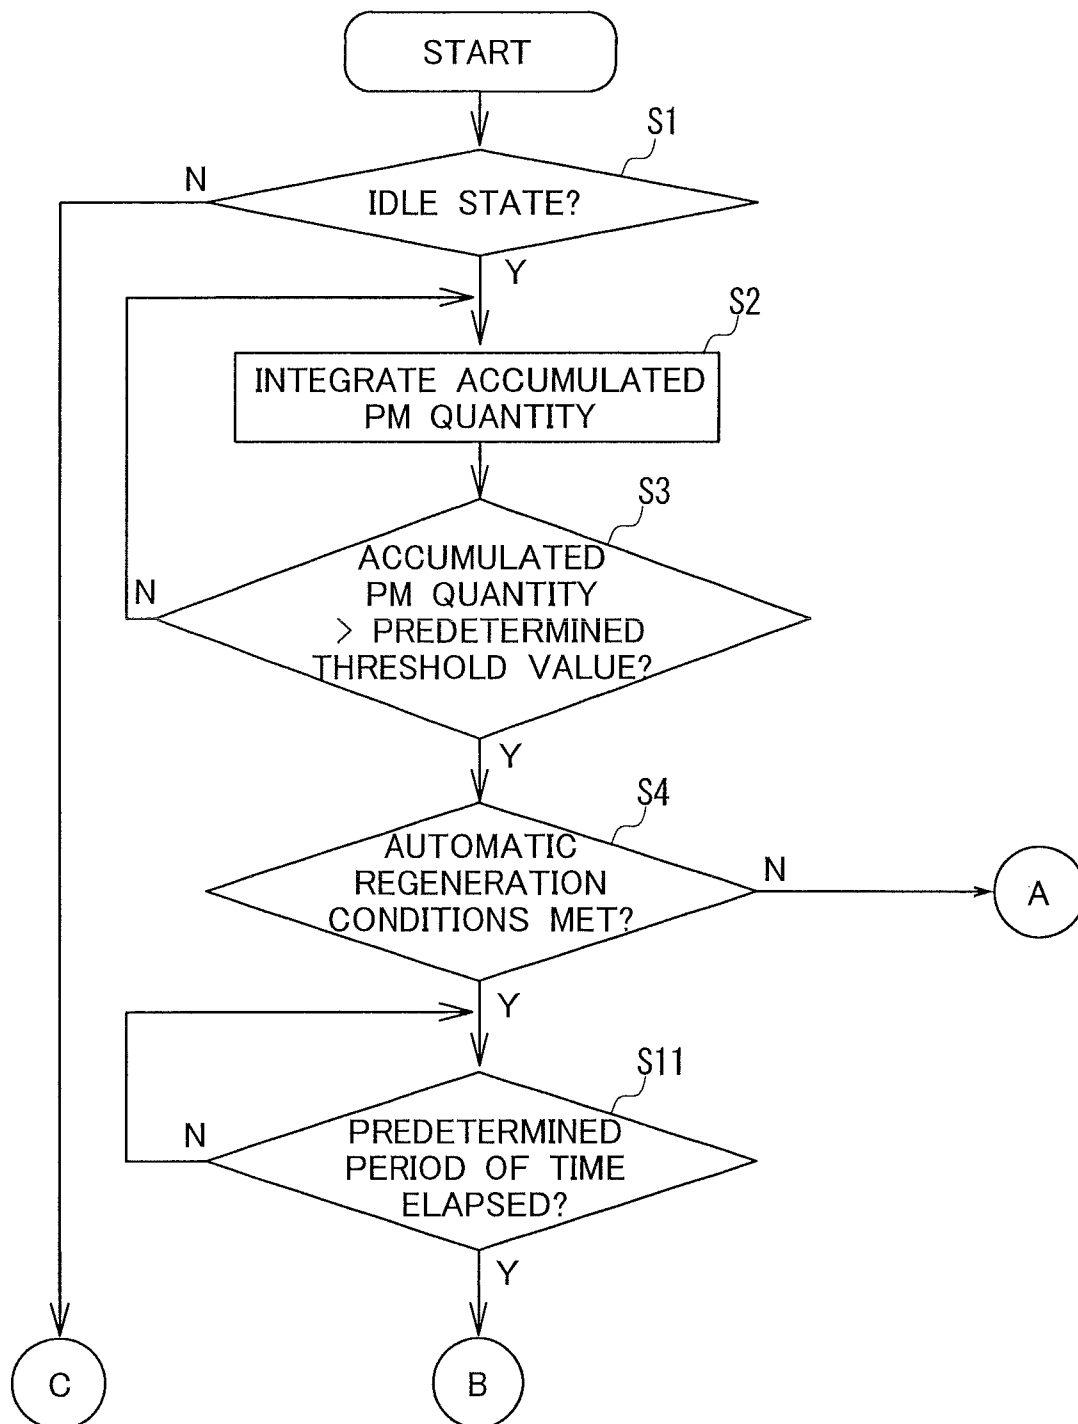 START
S1
N
IDLE STATE?
Y
S2
INTEGRATE ACCUMULATED
PM QUANTITY
S3
ACCUMULATED
PM QUANTITY
> PREDETERMINED
THRESHOLD VALUE?
N
Y
S4
AUTOMATIC
REGENERATION
CONDITIONS MET?
N
A
Y
S11
N
PREDETERMINED
PERIOD OF TIME
ELAPSED?
Y
C
B